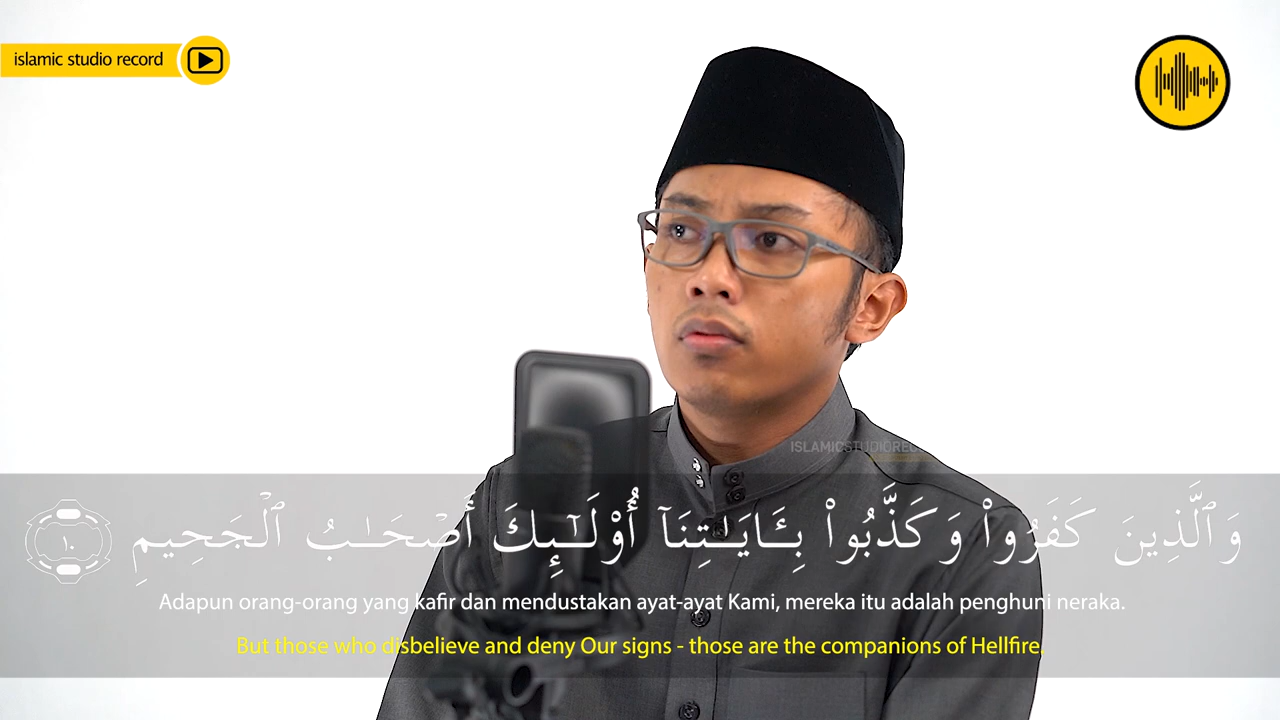 islamic studio record
ISLAMICSTUDIOREC
وَٱلَّذِينَ كَفَرُوا۟ وَكَذَّبُوا۟ بِـَٔايَـٰتِنَآ أُو۟لَـٰٓئِكَ أَصْحَـٰبُ ٱلْجَحِيمِ ١٠
Adapun orang-orang yang kafir dan mendustakan ayat-ayat Kami, mereka itu adalah penghuni neraka.
But those who disbelieve and deny Our signs - those are the companions of Hellfire.